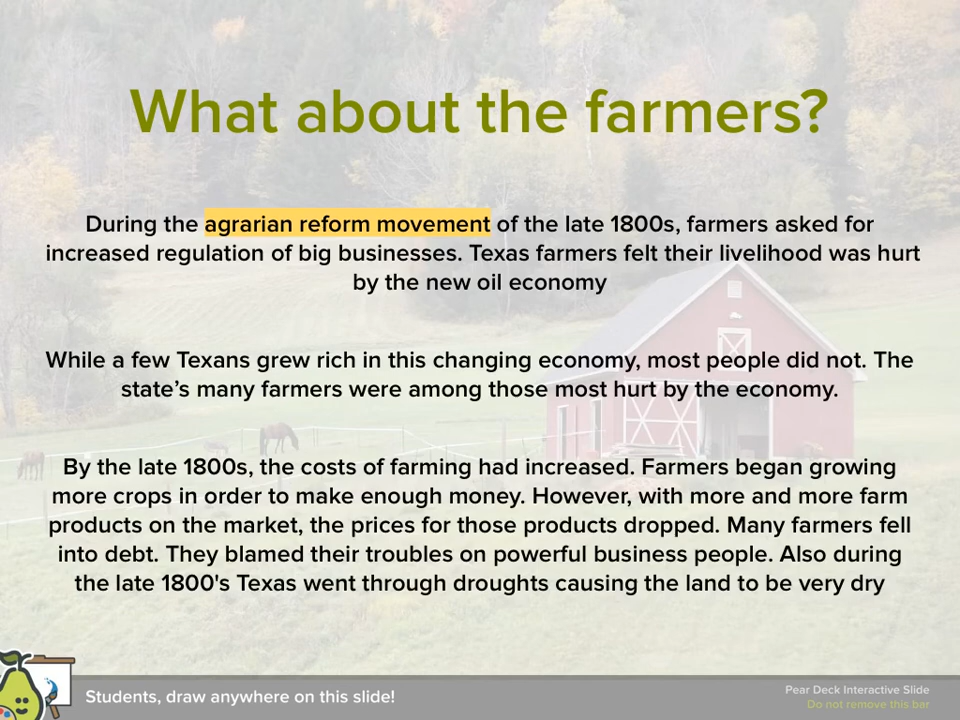 What about the farmers?
During the agrarian reform movement of the late 1800s, farmers asked for
increased regulation of big businesses. Texas farmers felt their livelihood was hurt
by the new oil economy
While a few Texans grew rich in this changing economy, most people did not. The
state’s many farmers were among those most hurt by the economy.
By the late 1800s, the costs of farming had increased. Farmers began growing
more crops in order to make enough money. However, with more and more farm
products on the market, the prices for those products dropped. Many farmers fell
into debt. They blamed their troubles on powerful business people. Also during
the late 1800's Texas went through droughts causing the land to be very dry
Students, draw anywhere on this slide!
Pear Deck Interactive Slide
Do not remove this bar